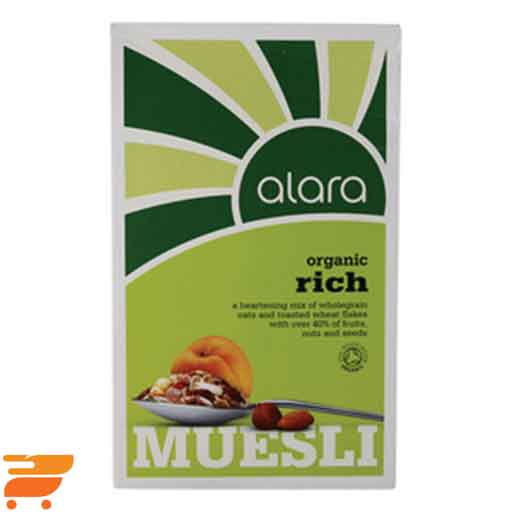 alara
organic
rich
a heartening mix of wholegrain
oats and toasted wheat flakes
with over 40% of fruits,
nuts and seeds
MUESLI